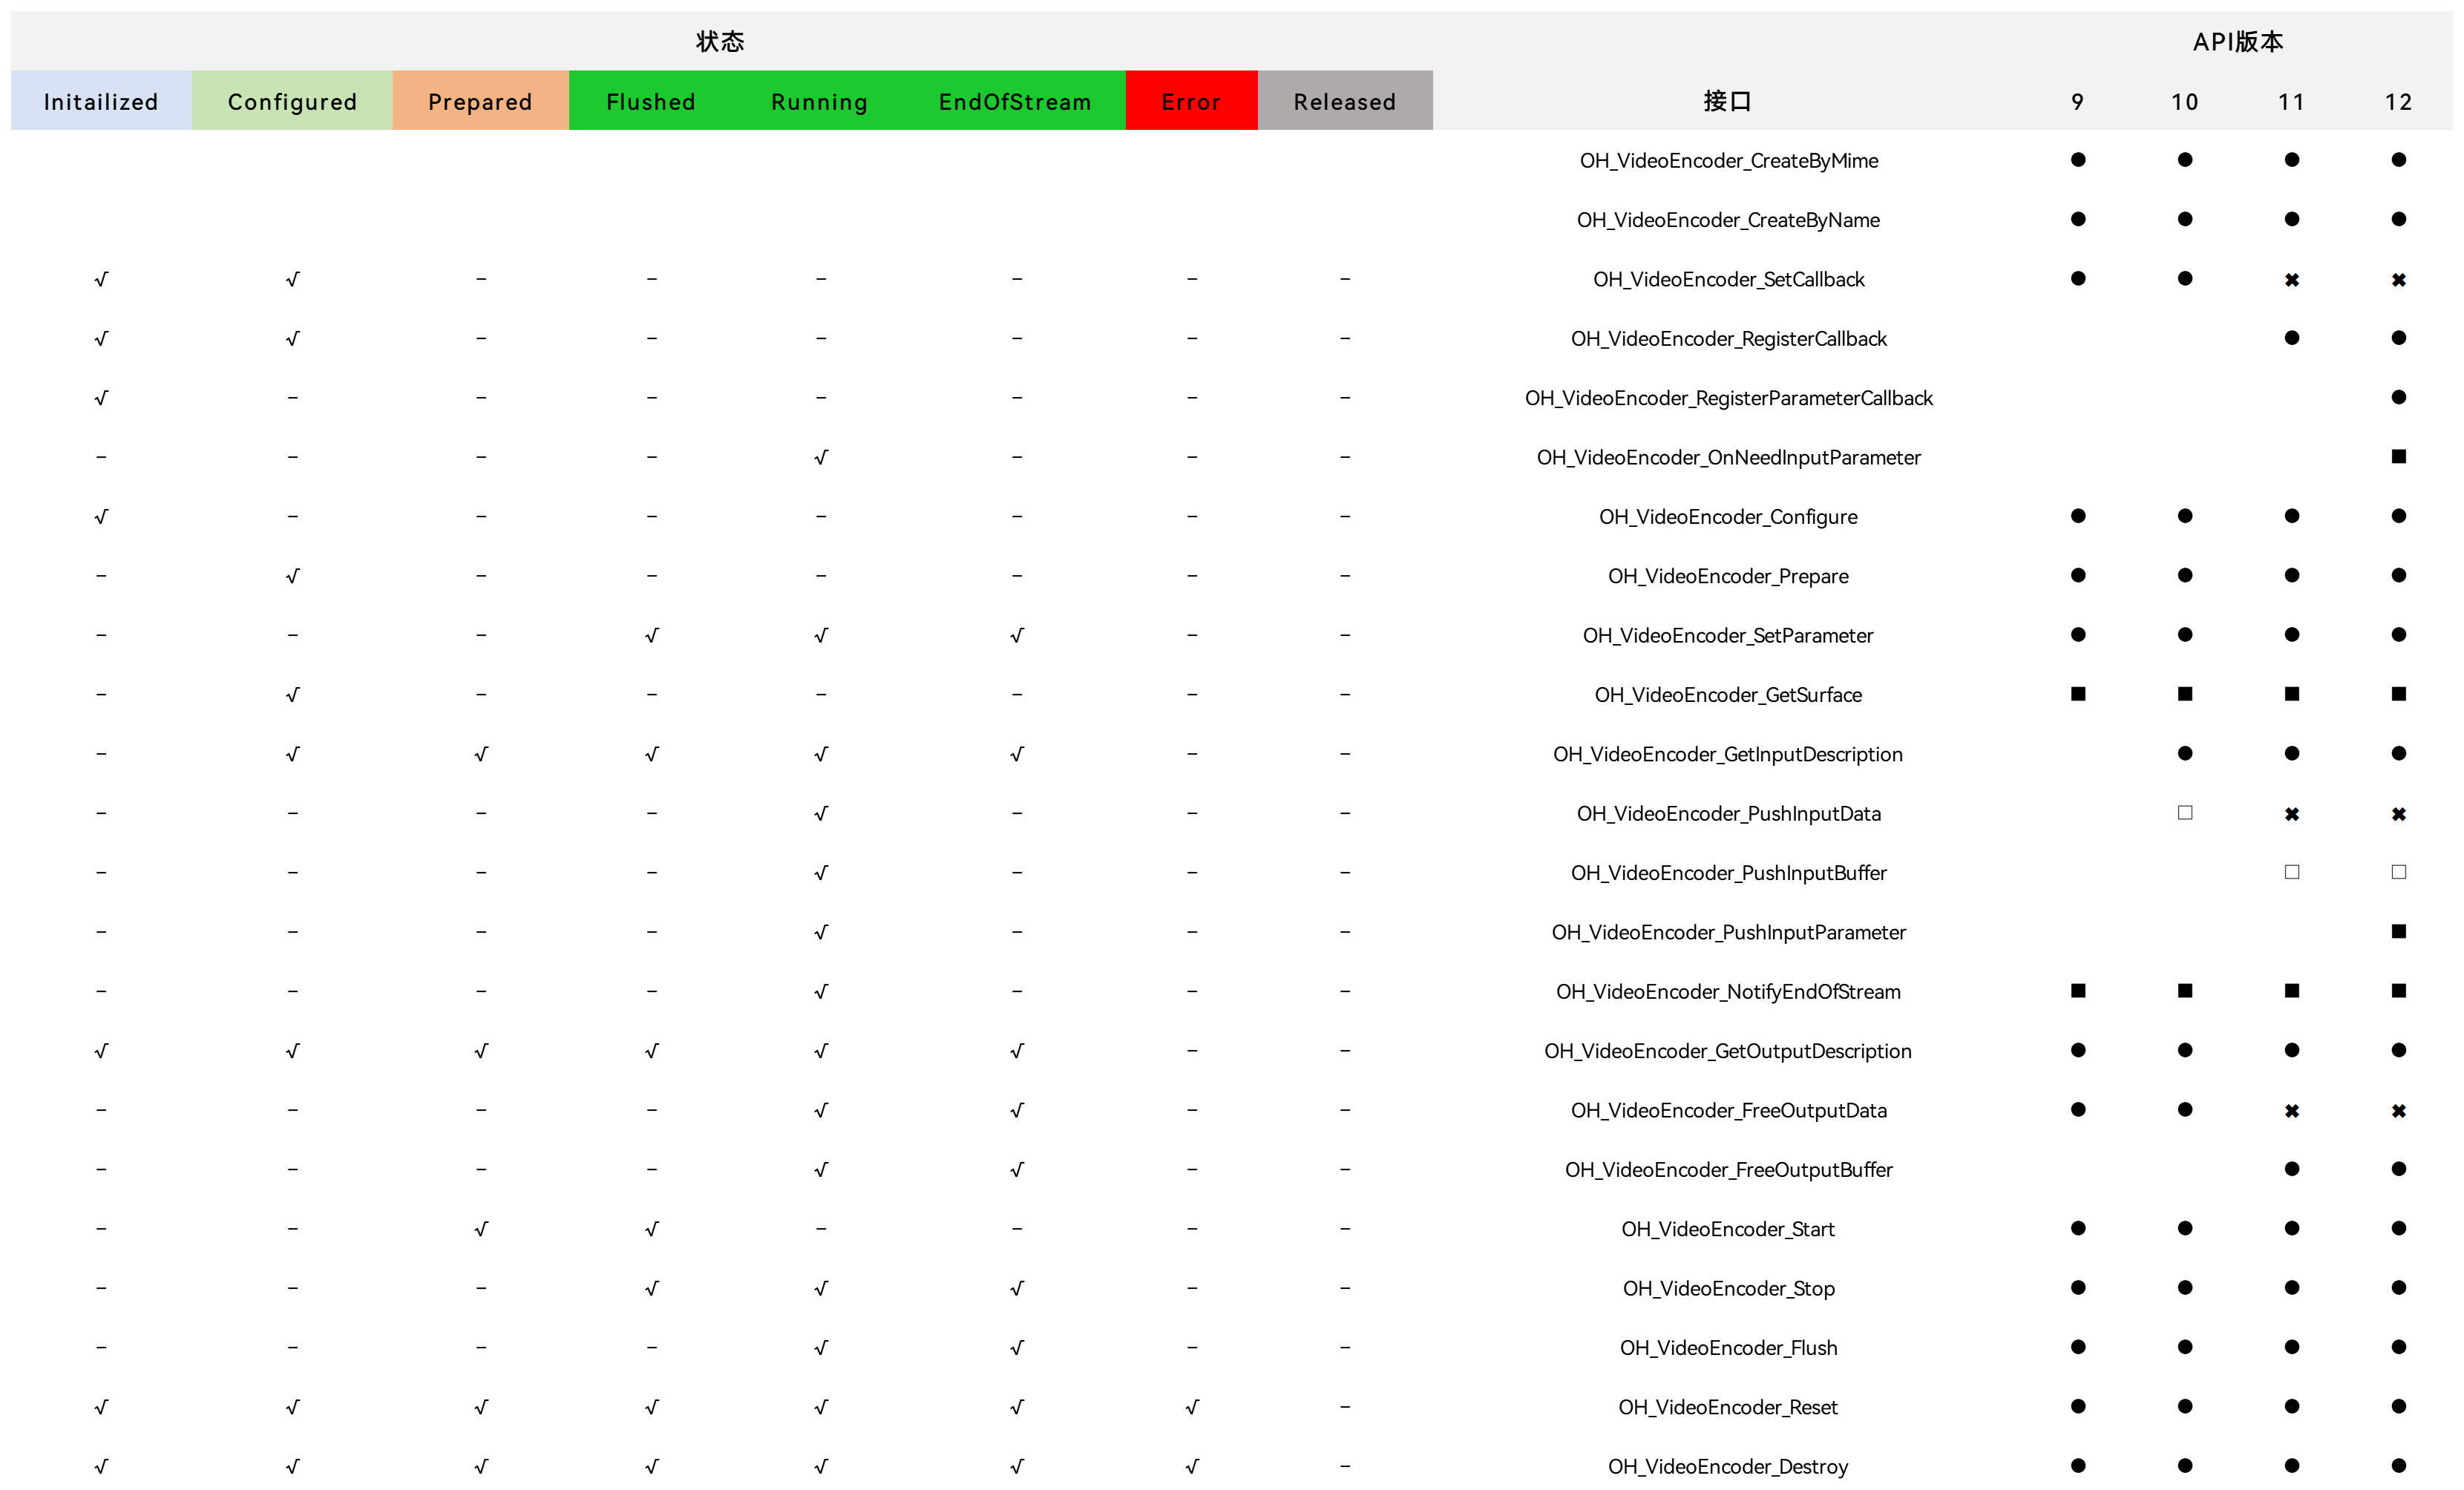 状态 API版本
Initailized Configured Prepared Flushed Running EndOfStream Error Released 接口 9 10 11 12
OH_VideoEncoder_CreateByMime ● ● ● ●
OH_VideoEncoder_CreateByName ● ● ● ●
√ √ – – – – – – OH_VideoEncoder_SetCallback ● ● ✖ ✖
√ √ – – – – – – OH_VideoEncoder_RegisterCallback ● ●
√ – – – – – – – OH_VideoEncoder_RegisterParameterCallback ●
– – – – √ – – – OH_VideoEncoder_OnNeedInputParameter ■
√ – – – – – – – OH_VideoEncoder_Configure ● ● ● ●
– √ – – – – – – OH_VideoEncoder_Prepare ● ● ● ●
– – – √ √ √ – – OH_VideoEncoder_SetParameter ● ● ● ●
– √ – – – – – – OH_VideoEncoder_GetSurface ■ ■ ■ ■
– √ √ √ √ √ – – OH_VideoEncoder_GetInputDescription ● ● ●
– – – – √ – – – OH_VideoEncoder_PushInputData □ ✖ ✖
– – – – √ – – – OH_VideoEncoder_PushInputBuffer □ □
– – – – √ – – – OH_VideoEncoder_PushInputParameter ■
– – – – √ – – – OH_VideoEncoder_NotifyEndOfStream ■ ■ ■ ■
√ √ √ √ √ √ – – OH_VideoEncoder_GetOutputDescription ● ● ● ●
– – – – √ √ – – OH_VideoEncoder_FreeOutputData ● ● ✖ ✖
– – – – √ √ – – OH_VideoEncoder_FreeOutputBuffer ● ●
– – √ √ – – – – OH_VideoEncoder_Start ● ● ● ●
– – – √ √ √ – – OH_VideoEncoder_Stop ● ● ● ●
– – – – √ √ – – OH_VideoEncoder_Flush ● ● ● ●
√ √ √ √ √ √ √ – OH_VideoEncoder_Reset ● ● ● ●
√ √ √ √ √ √ √ – OH_VideoEncoder_Destroy ● ● ● ●